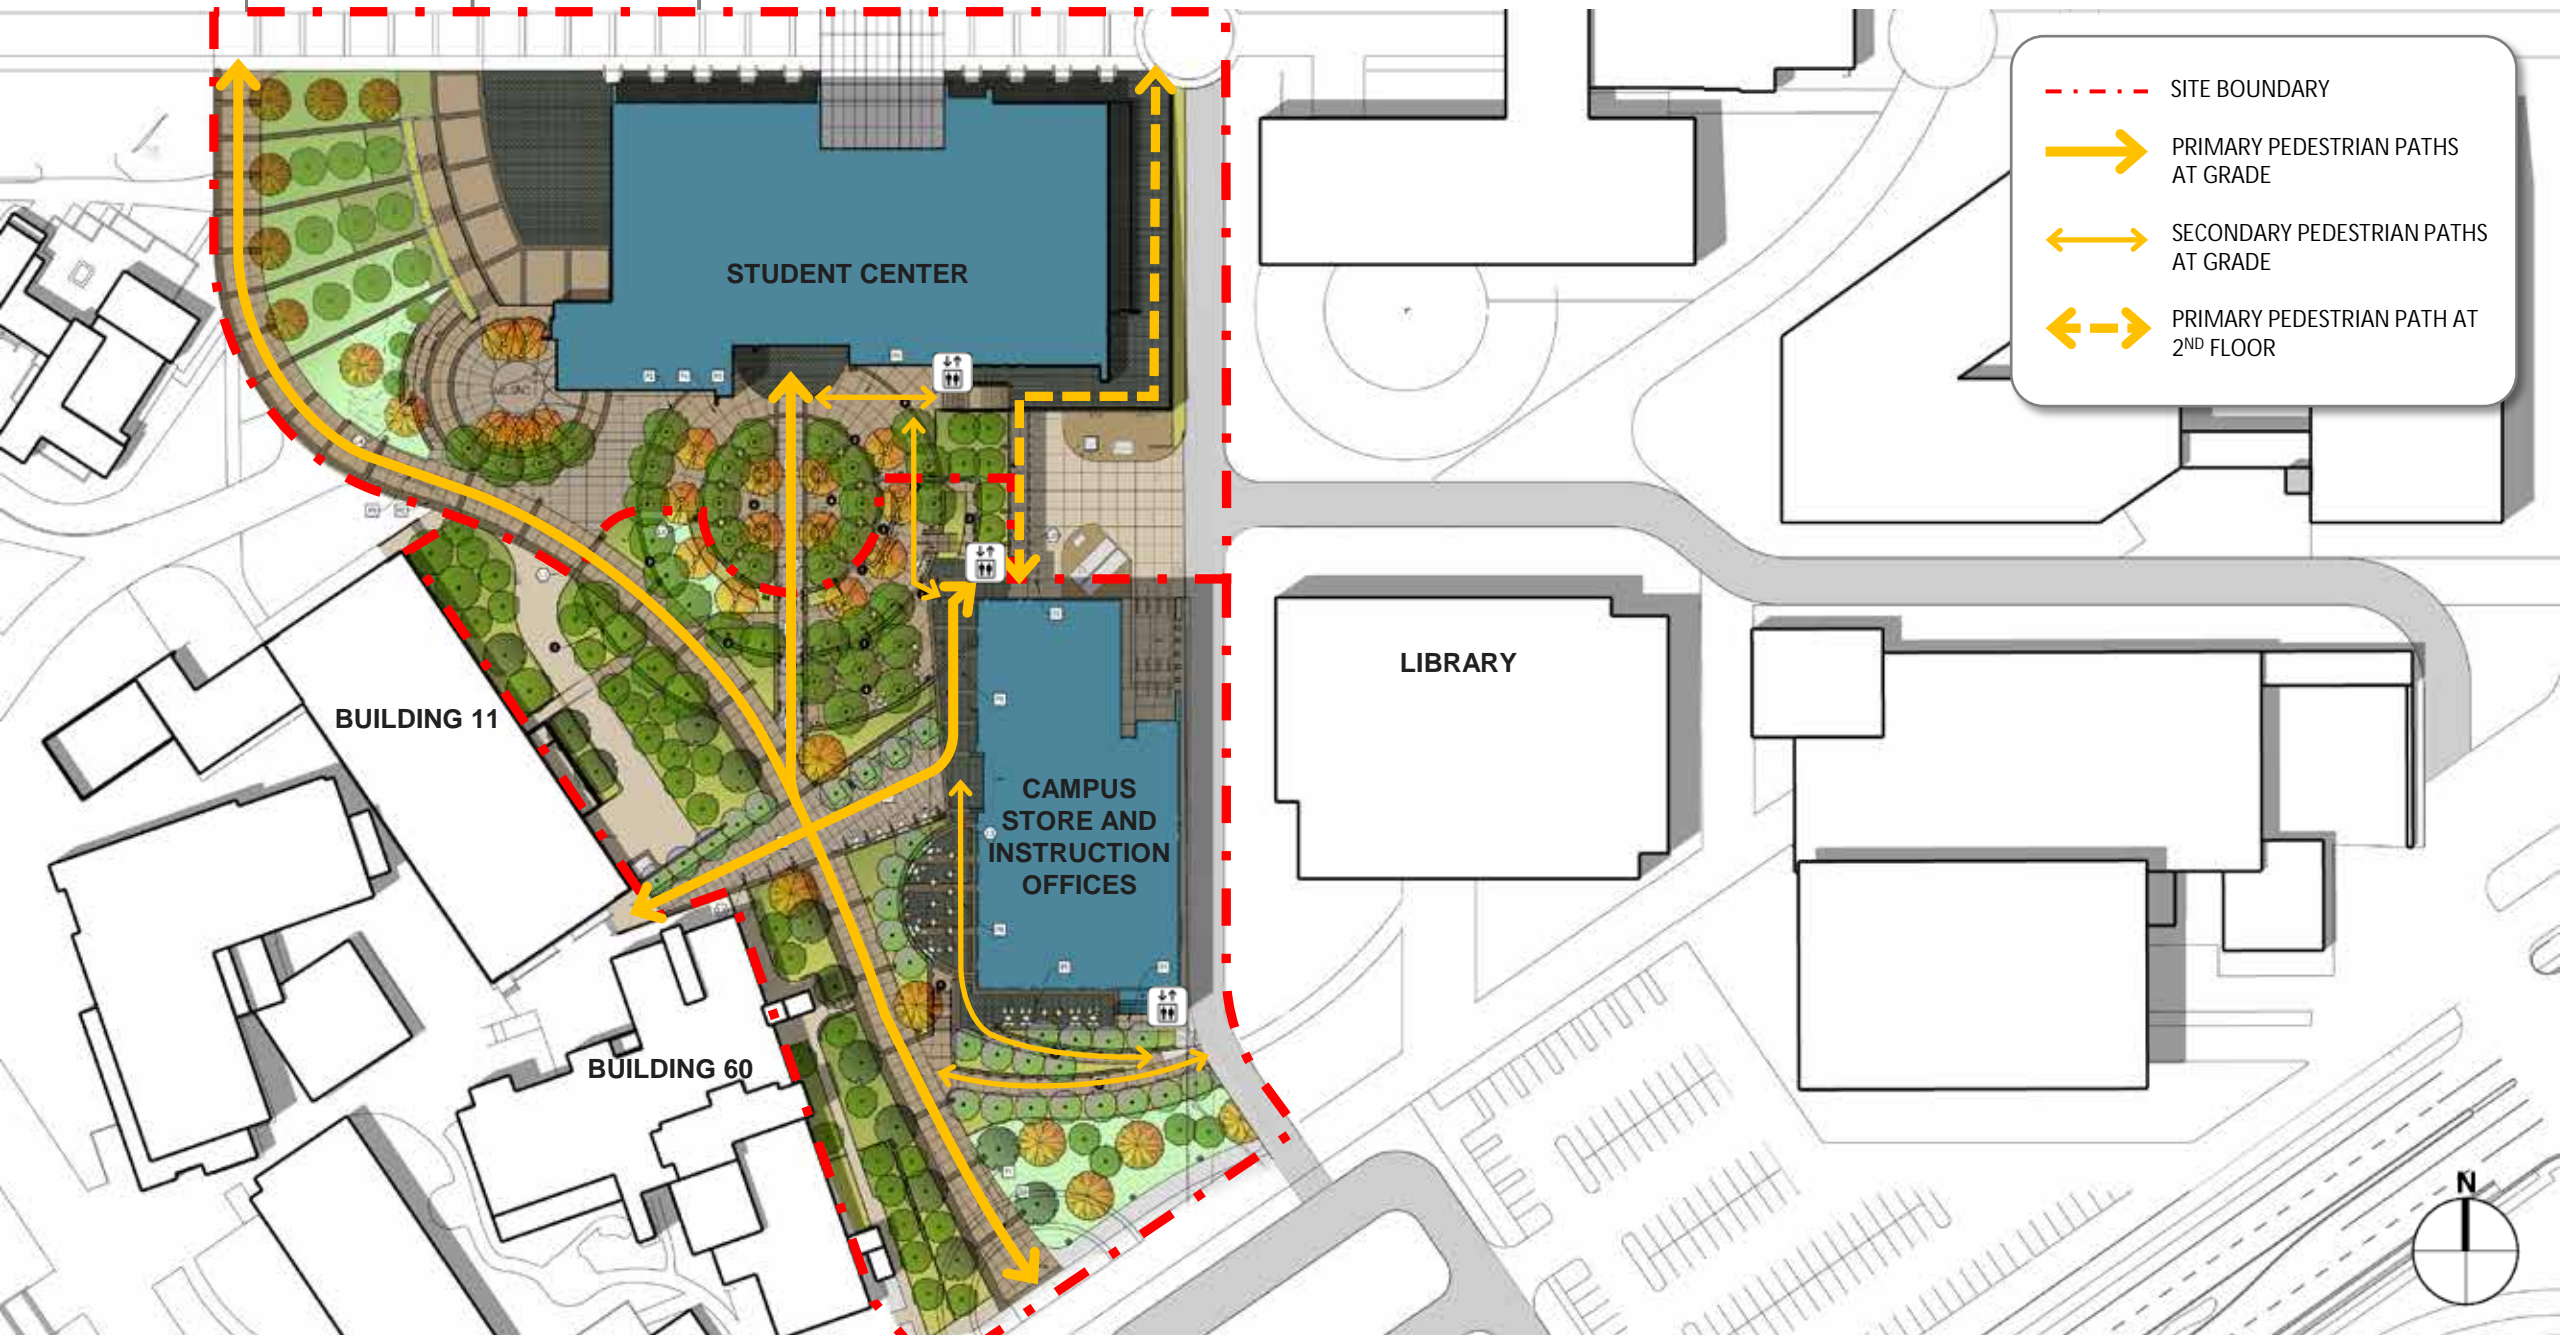 SITE BOUNDARY
PRIMARY PEDESTRIAN PATHS
AT GRADE
SECONDARY PEDESTRIAN PATHS
AT GRADE
PRIMARY PEDESTRIAN PATH AT
2ND FLOOR
STUDENT CENTER
LIBRARY
BUILDING 11
CAMPUS
STORE AND
INSTRUCTION
OFFICES
BUILDING 60
N